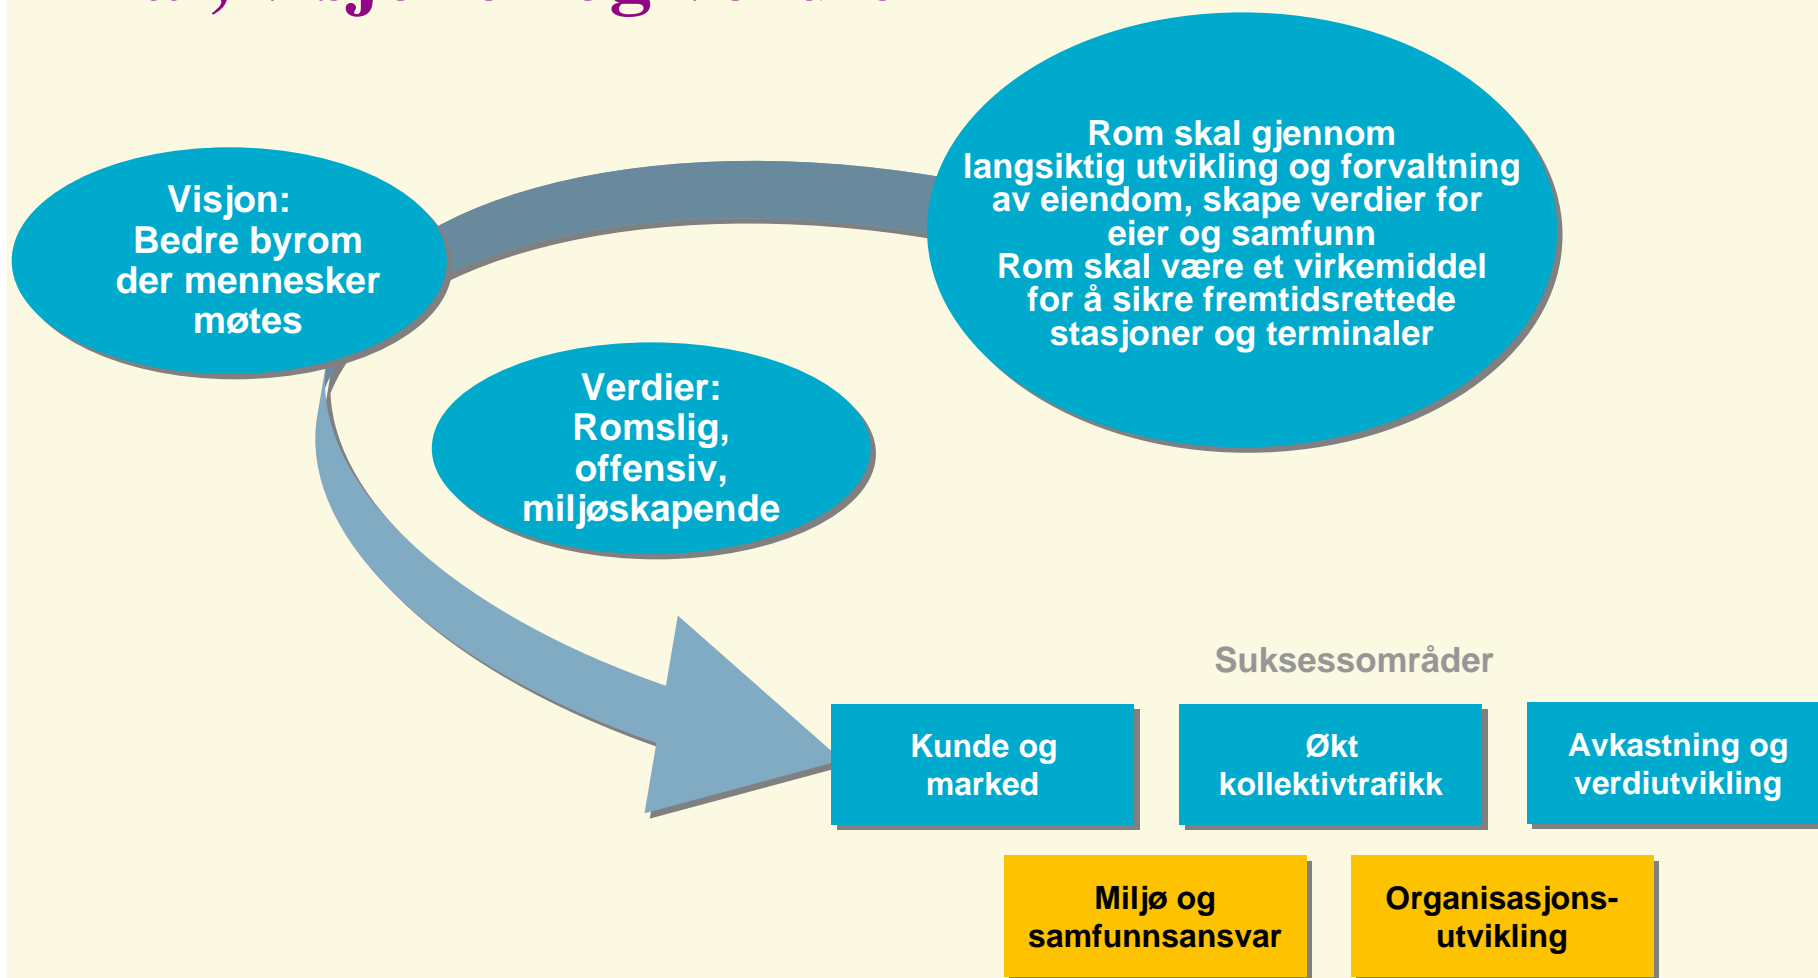 Visjon:
Bedre byrom
der mennesker
møtes
Rom skal gjennom
langsiktig utvikling og forvaltning
av eiendom, skape verdier for
eier og samfunn
Rom skal være et virkemiddel
for å sikre fremtidsrettede
stasjoner og terminaler
Verdier:
Romslig,
offensiv,
miljøskapende
Suksessområder
Kunde og
marked
Økt
kollektivtrafikk
Avkastning og
verdiutvikling
Miljø og
samfunnsansvar
Organisasjons-
utvikling